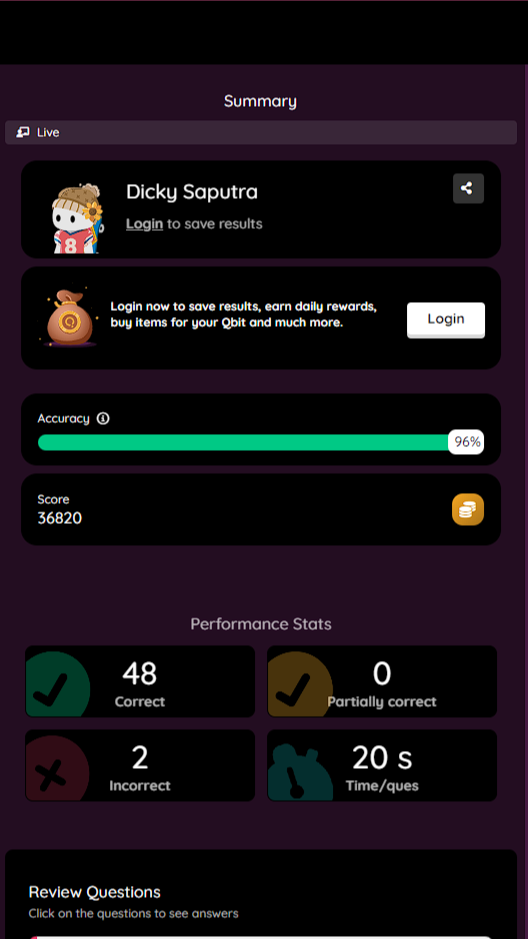 Summary
Live
Dicky Saputra
Login to save results
8
Login now to save results, earn daily rewards,
buy items for your Qbit and much more.
Login
Accuracy
96%
Score
36820
Performance Stats
48
Correct
0
Partially correct
2
Incorrect
20 s
Time/ques
Review Questions
Click on the questions to see answers